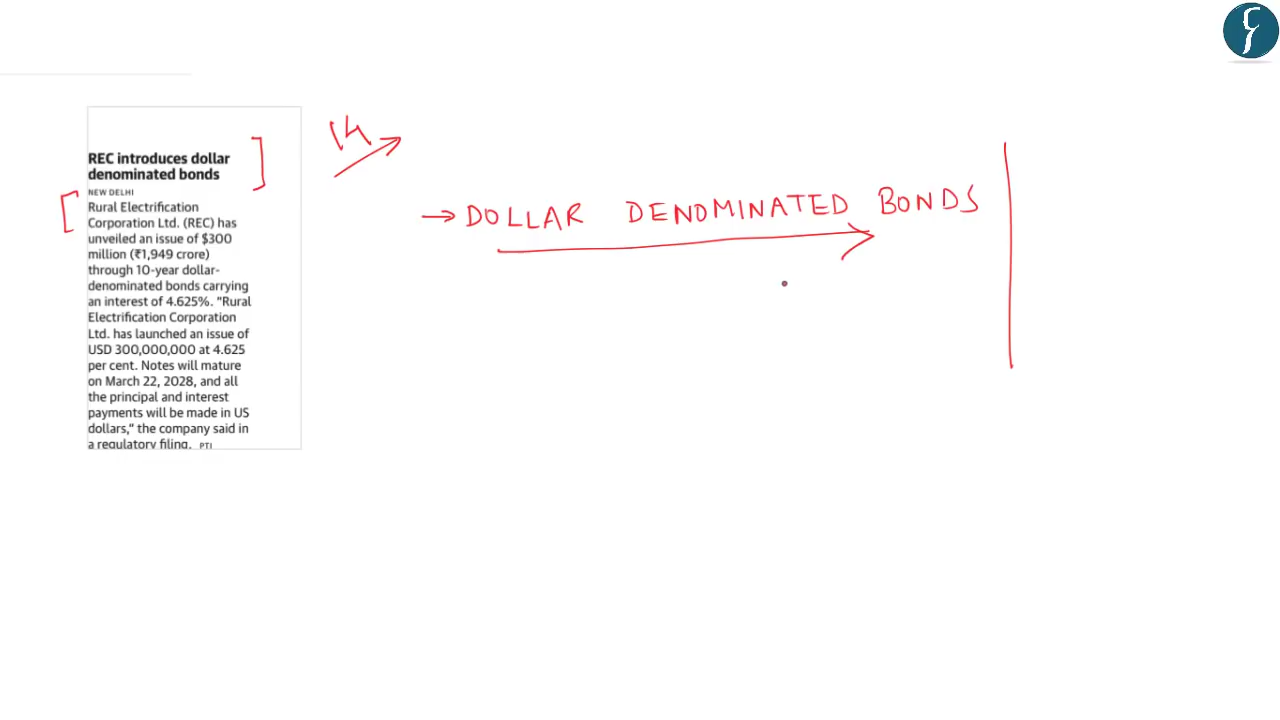 REC introduces dollar
denominated bonds
NEW DELHI
Rural Electrification
Corporation Ltd. (REC) has
unveiled an issue of $300
million (₹1,949 crore)
through 10-year dollar-
denominated bonds carrying
an interest of 4.625%. “Rural
Electrification Corporation
Ltd. has launched an issue of
USD 300,000,000 at 4.625
per cent. Notes will mature
on March 22, 2028, and all
the principal and interest
payments will be made in US
dollars,“ the company said in
a regulatory filing. PTI
14
→ DOLLAR DENOMINATED BONDS